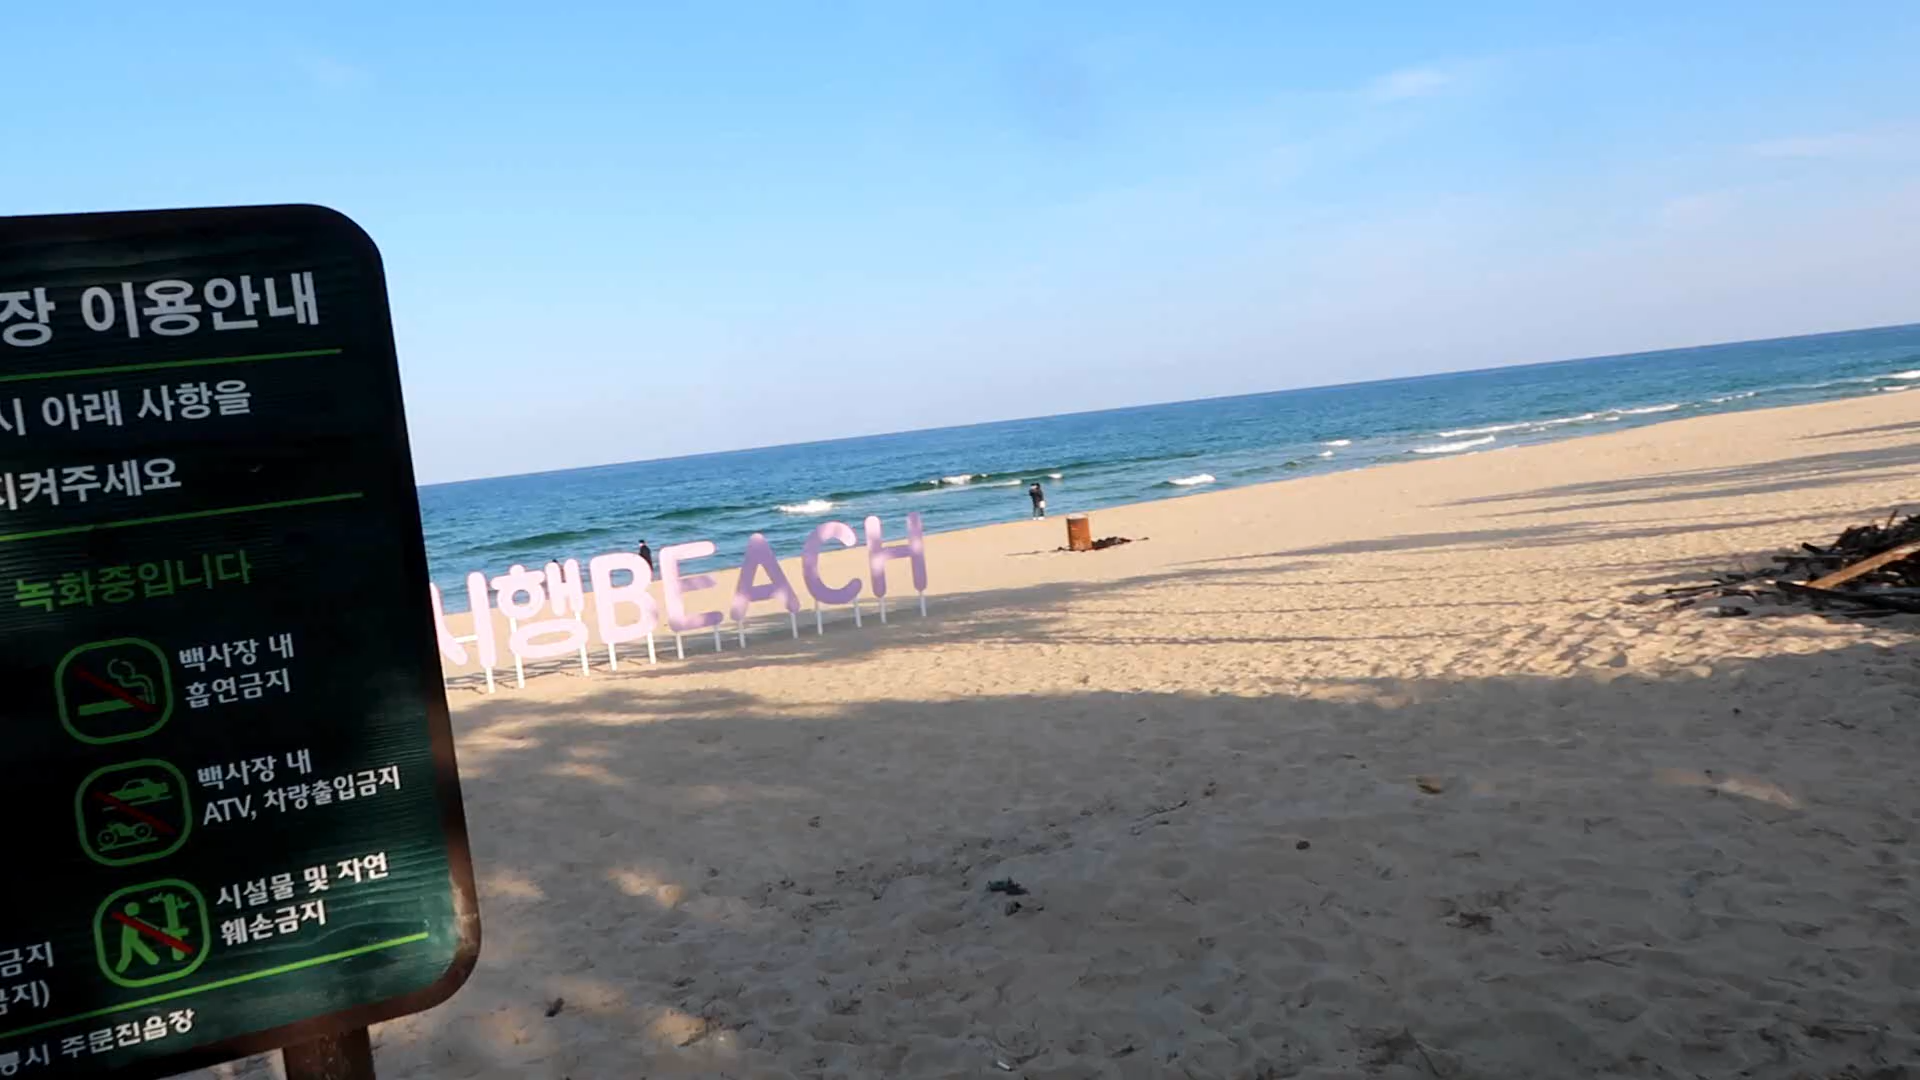 장 이용안내
시 아래 사항을
지켜주세요
녹화중입니다
백사장 내
흡연금지
백사장 내
ATV, 차량출입금지
시설물 및 자연
훼손금지
금지
금지)
릉시 주문진읍장
시행BEACH